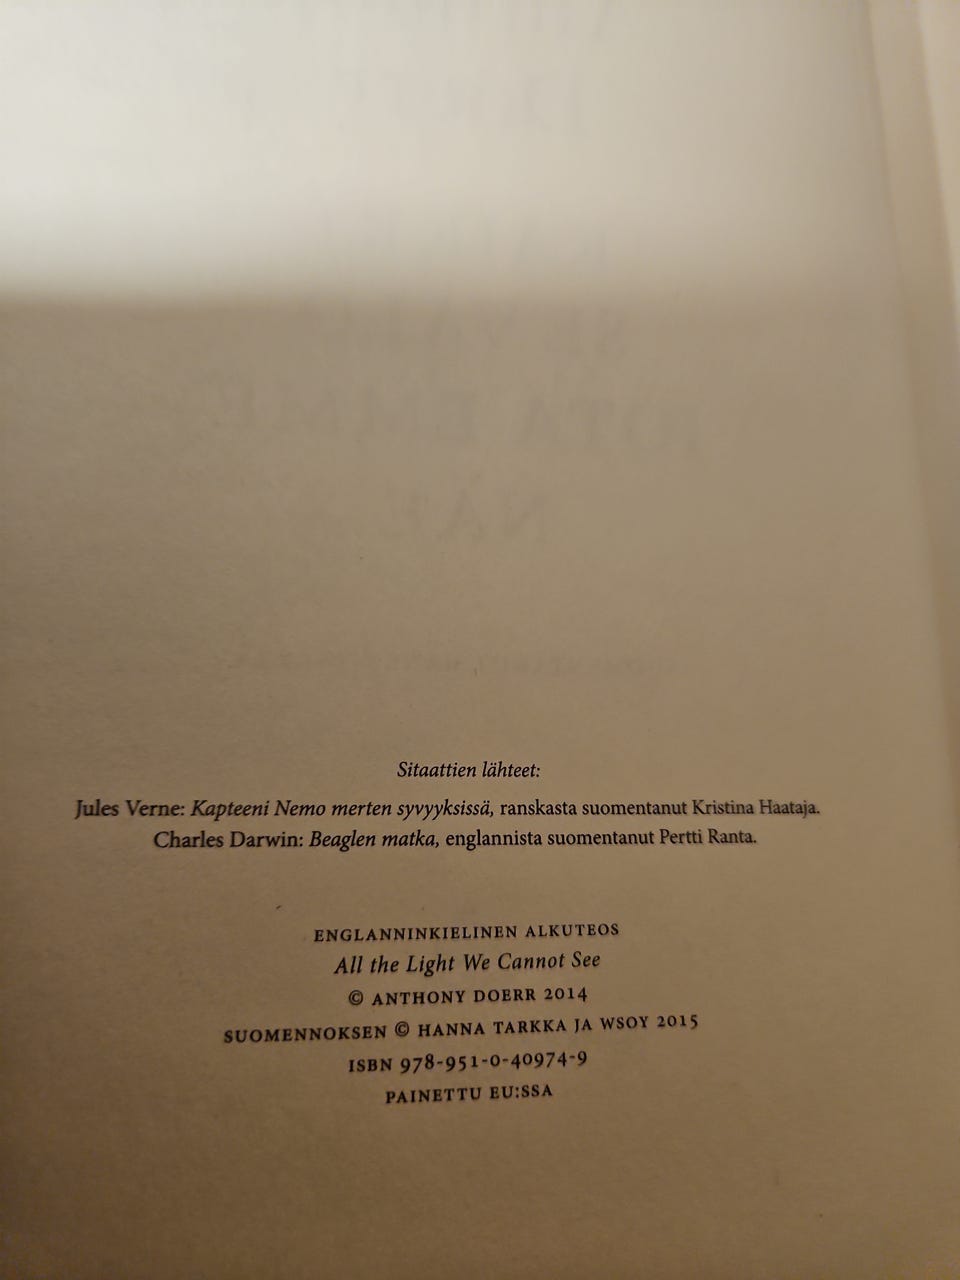 Sitaattien lähteet:
Jules Verne: Kapteeni Nemo merten syvyyksissä, ranskasta suomentanut Kristina Haataja.
Charles Darwin: Beaglen matka, englannista suomentanut Pertti Ranta.
ENGLANNINKIELINEN ALKUTEOS
All the Light We Cannot See
© ANTHONY DOERR 2014
SUOMENNOKSEN © HANNA TARKKA JA WSOY 2015
ISBN 978-951-0-40974-9
PAINETTU EU:SSA